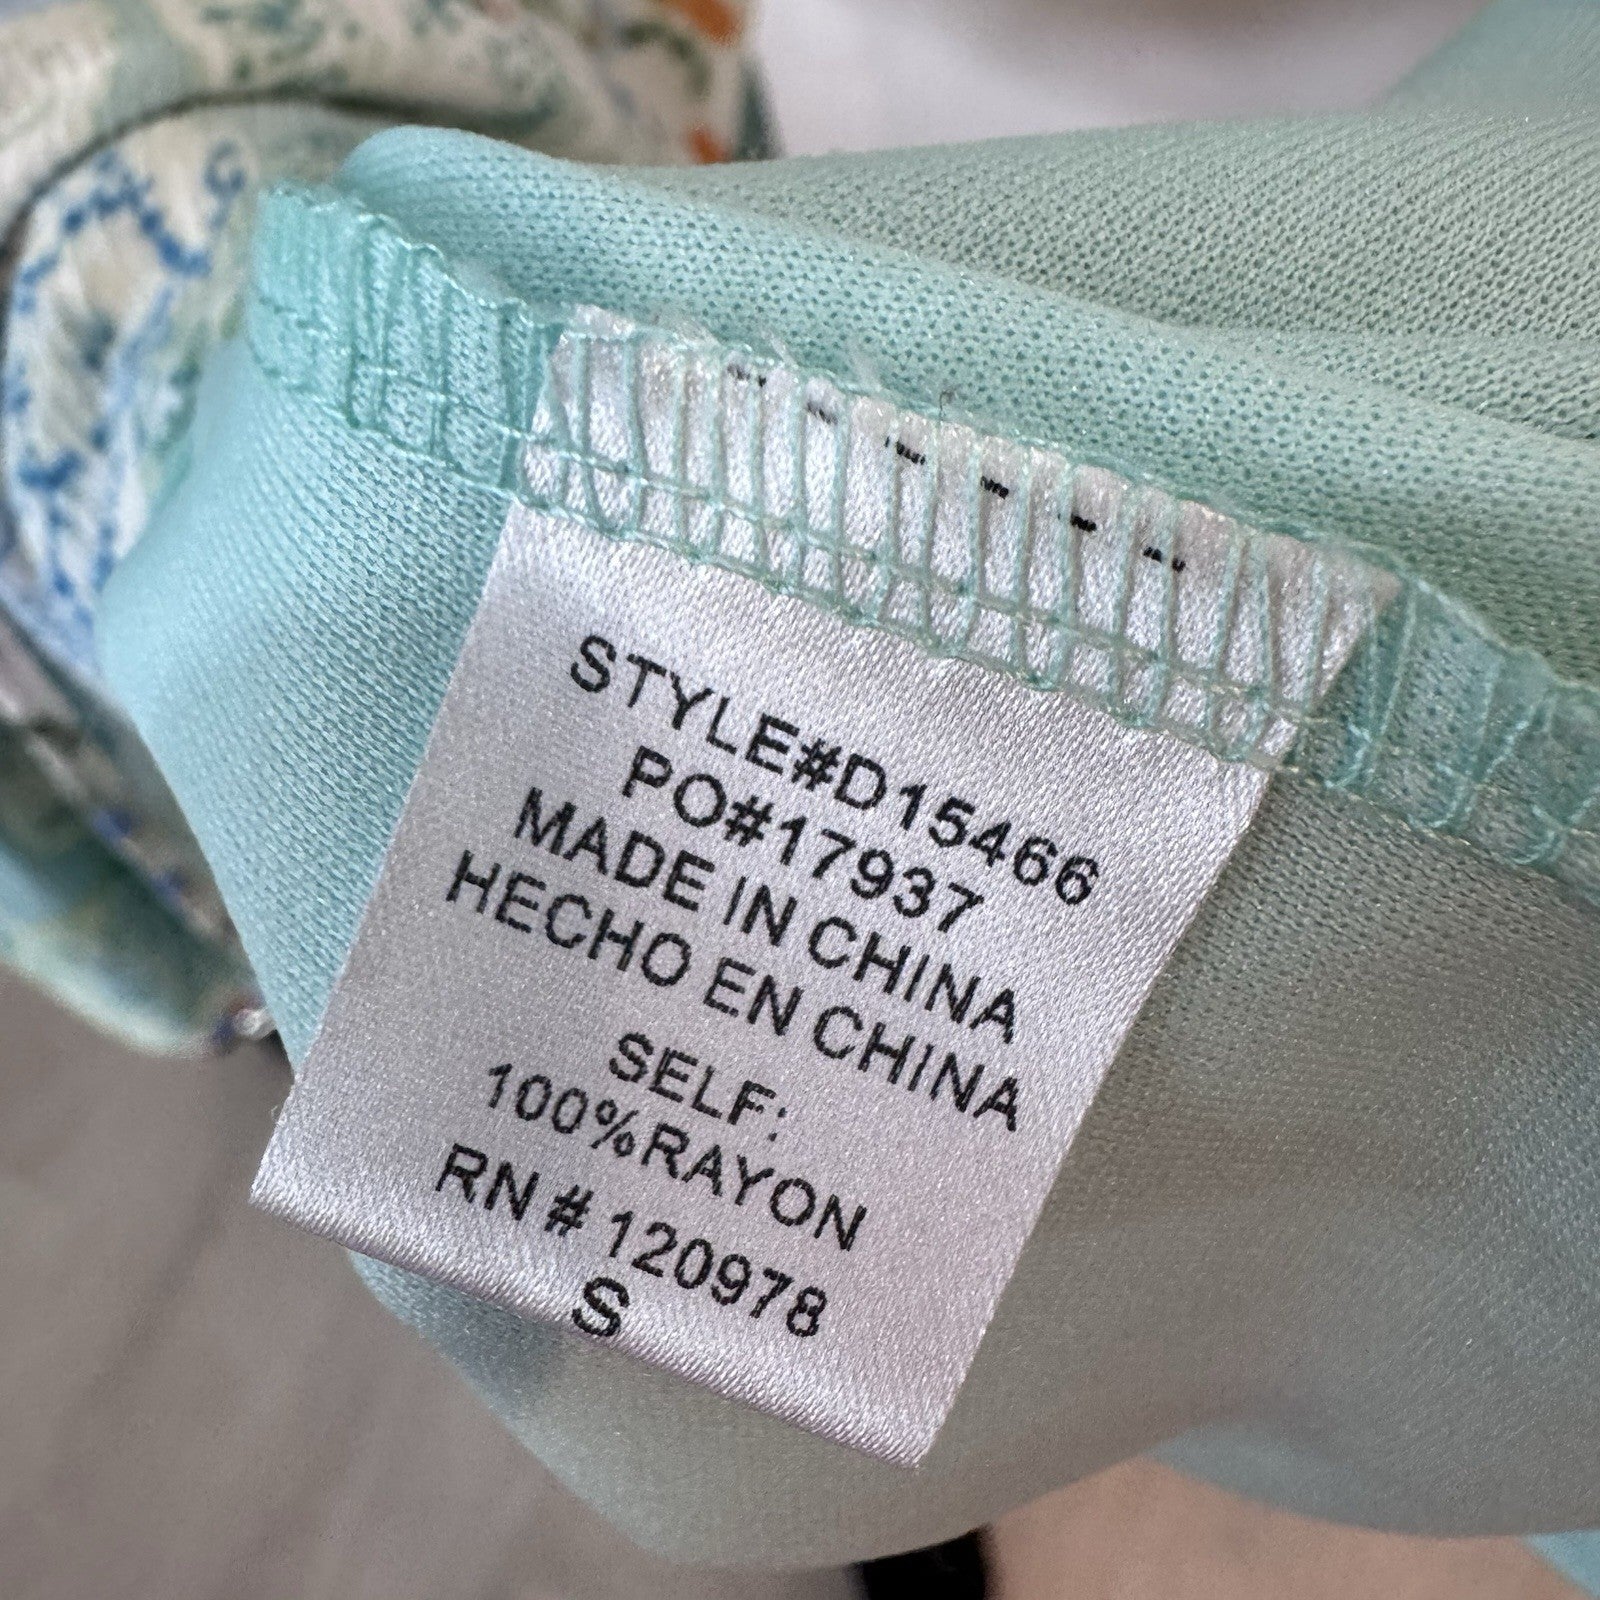 STYLE#D15466
PO#17937
MADE IN CHINA
HECHO EN CHINA
SELF:
100%RAYON
RN # 120978
S